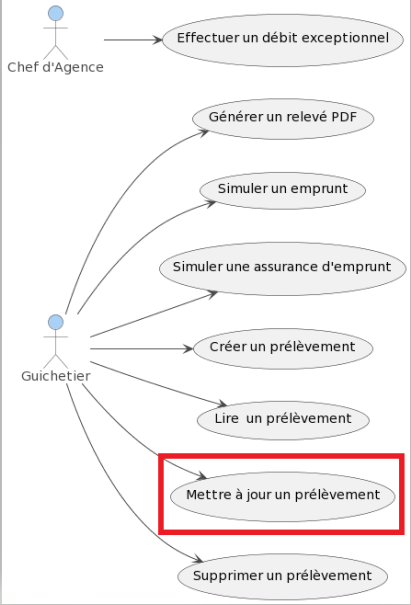 Effectuer un débit exceptionnel
Chef d'Agence
Générer un relevé PDF
Simuler un emprunt
Simuler une assurance d'emprunt
Créer un prélèvement
Guichetier
Lire un prélèvement
Mettre à jour un prélèvement
Supprimer un prélèvement